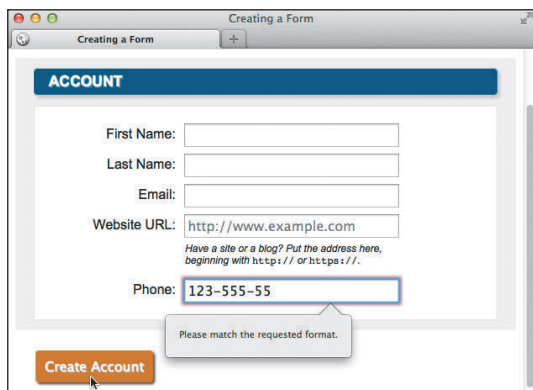 Creating a Form
Creating a Form
ACCOUNT
First Name:
Last Name:
Email:
Website URL: http://www.example.com
Have a site or a blog? Put the address here,
beginning with http:// or https://.
Phone: 123-555-55
Please match the requested format.
Create Account